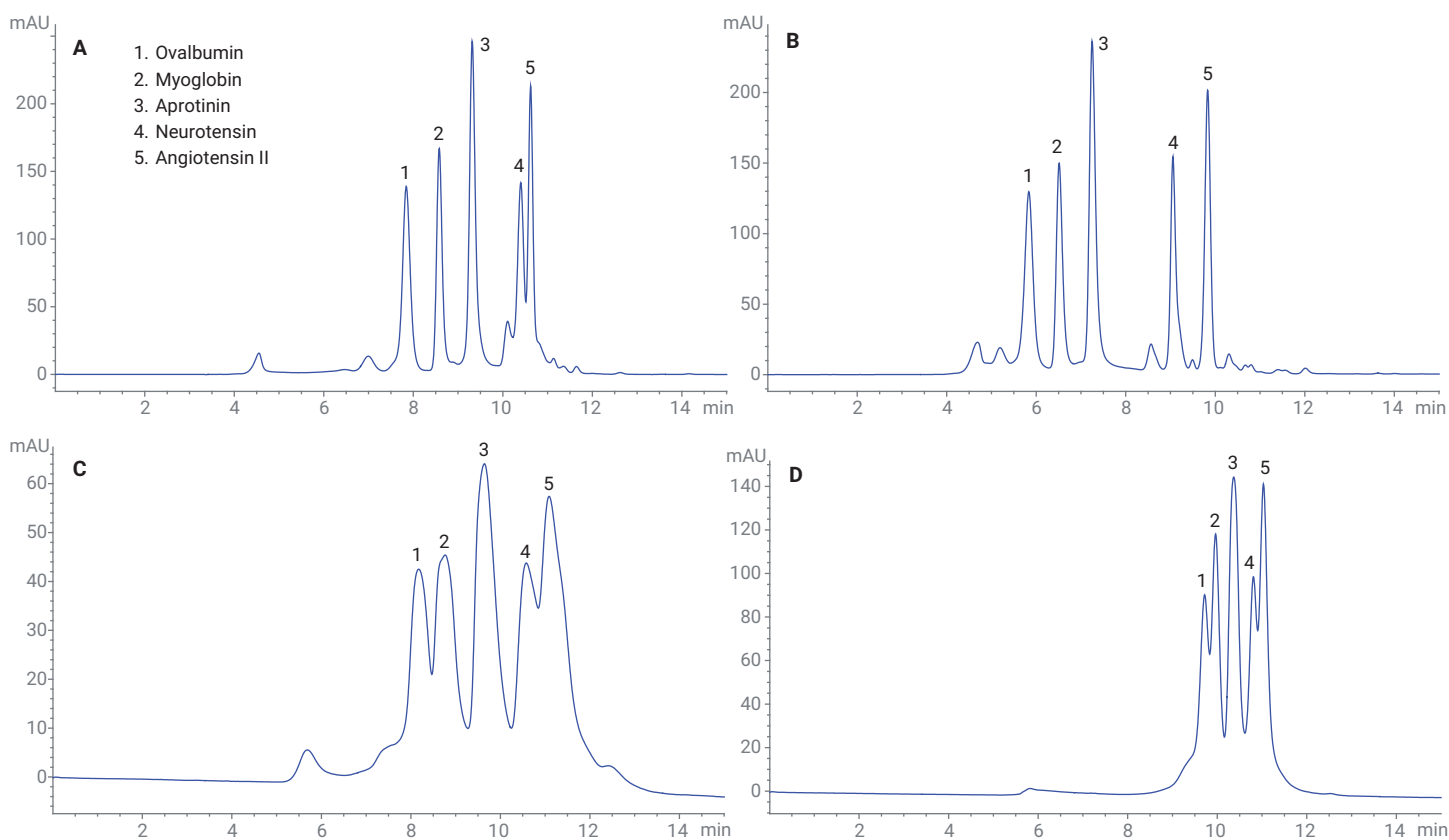 mAU
A
1. Ovalbumin
2. Myoglobin
3. Aprotinin
4. Neurotensin
5. Angiotensin II
200
150
100
50
0
1
2
3
4
5
2 4 6 8 10 12 14 min
mAU
B
200
150
100
50
0
1
2
3
4
5
2 4 6 8 10 12 14 min
mAU
C
60
50
40
30
20
10
0
1
2
3
4
5
2 4 6 8 10 12 14 min
mAU
D
140
120
100
80
60
40
20
0
1
2
3
4
5
2 4 6 8 10 12 14 min